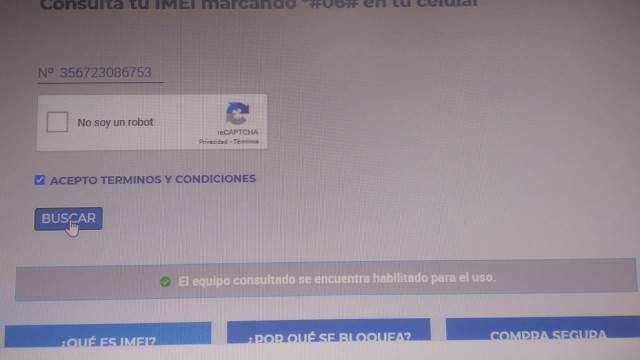 Consulta tu IMEI marcando *#06# en tu celular
Nº 356723086753
No soy un robot
reCAPTCHA
Privacidad - Términos
ACEPTO TERMINOS Y CONDICIONES
BUSCAR
El equipo consultado se encuentra habilitado para el uso.
¿QUÉ ES IMEI?
¿POR QUÉ SE BLOQUEA?
COMPRA SEGURA